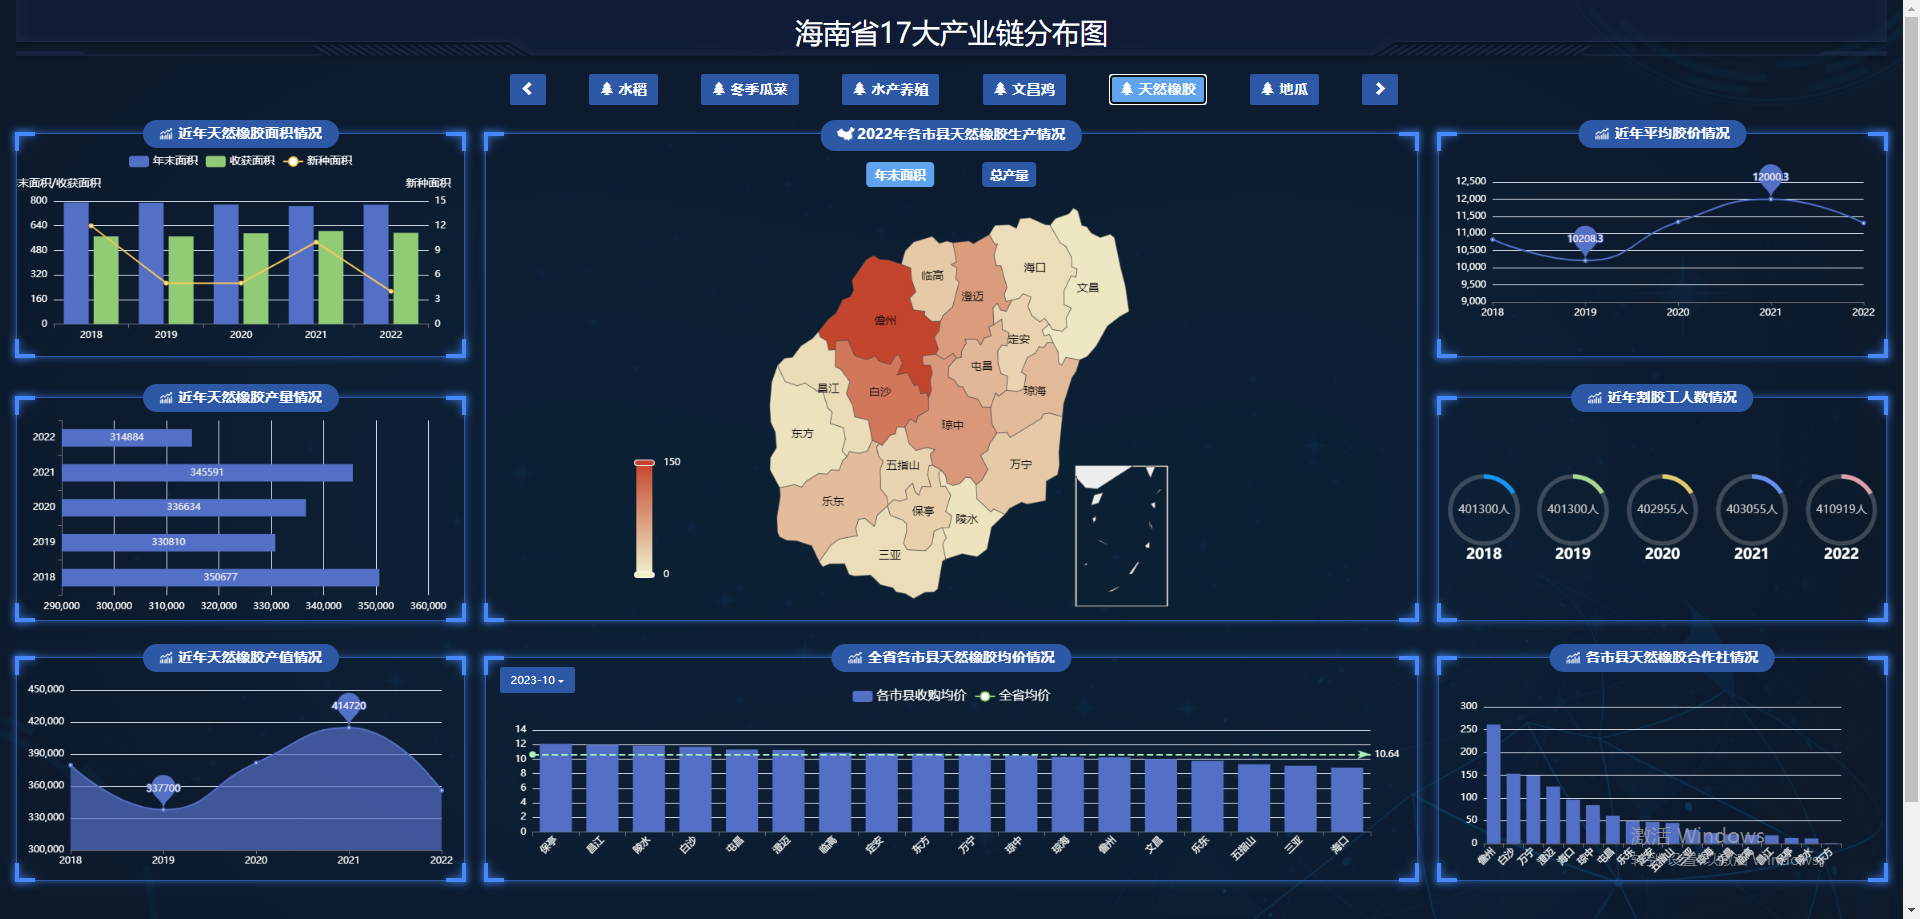 海南省17大产业链分布图
水稻
冬季瓜菜
水产养殖
文昌鸡
天然橡胶
地瓜
近年天然橡胶面积情况
年末面积 收获面积 新种面积
末面积/收获面积 新种面积
800 15
640 12
480 9
320 6
160 3
0 0
2018 2019 2020 2021 2022
近年天然橡胶产量情况
2022 314884
2021 345591
2020 336634
2019 330810
2018 350677
290,000 300,000 310,000 320,000 330,000 340,000 350,000 360,000
近年天然橡胶产值情况
450,000
420,000
390,000
360,000
330,000
300,000
414720
337700
2018 2019 2020 2021 2022
2022年各市县天然橡胶生产情况
年末面积 总产量
临高
海口
文昌
澄迈
儋州
定安
屯昌
昌江
白沙
琼海
琼中
东方
五指山
万宁
乐东
保亭
陵水
三亚
150
0
全省各市县天然橡胶均价情况
2023-10
各市县收购均价 全省均价
14
12
10
8
6
4
2
0
10.64
保亭 昌江 陵水 白沙 屯昌 澄迈 临高 定安 东方 万宁 琼中 琼海 儋州 文昌 乐东 五指山 三亚 海口
近年平均胶价情况
12,500
12,000
11,500
11,000
10,500
10,000
9,500
9,000
12000.3
10208.3
2018 2019 2020 2021 2022
近年割胶工人数情况
401300人 401300人 402955人 403055人 410919人
2018 2019 2020 2021 2022
各市县天然橡胶合作社情况
300
250
200
150
100
50
0
儋州 白沙 万宁 澄迈 海口 琼中 屯昌 乐东
昌江 保亭 陵水 东方
激活 Windows